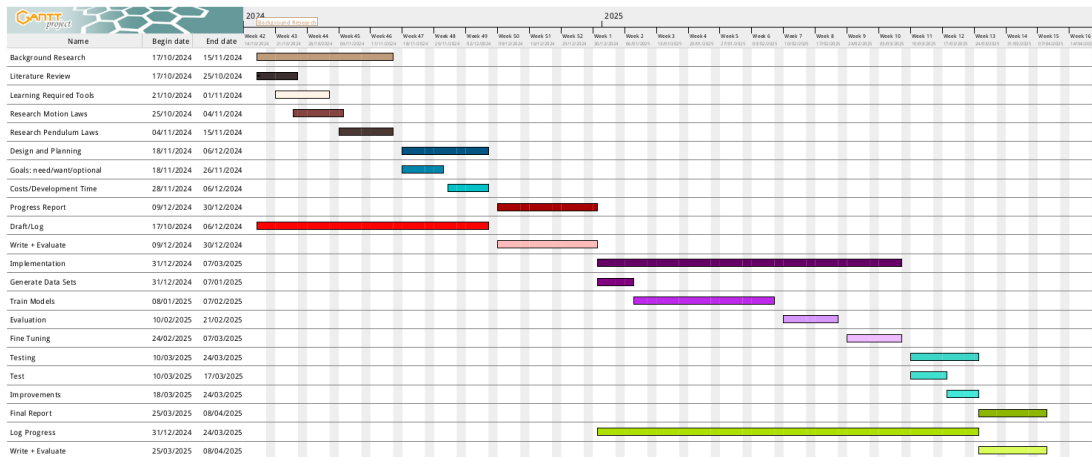 GANTT project
2024
2025
Background Research
Week 42 Week 43 Week 44 Week 45 Week 46 Week 47 Week 48 Week 49 Week 50 Week 51 Week 52 Week 1 Week 2 Week 3 Week 4 Week 5 Week 6 Week 7 Week 8 Week 9 Week 10 Week 11 Week 12 Week 13 Week 14 Week 15 Week 16
Name Begin date End date
Background Research 17/10/2024 15/11/2024
Literature Review 17/10/2024 25/10/2024
Learning Required Tools 21/10/2024 01/11/2024
Research Motion Laws 25/10/2024 04/11/2024
Research Pendulum Laws 04/11/2024 15/11/2024
Design and Planning 18/11/2024 06/12/2024
Goals: need/want/optional 18/11/2024 26/11/2024
Costs/Development Time 28/11/2024 06/12/2024
Progress Report 09/12/2024 30/12/2024
Draft/Log 17/10/2024 06/12/2024
Write + Evaluate 09/12/2024 30/12/2024
Implementation 31/12/2024 07/03/2025
Generate Data Sets 31/12/2024 07/01/2025
Train Models 08/01/2025 07/02/2025
Evaluation 10/02/2025 21/02/2025
Fine Tuning 24/02/2025 07/03/2025
Testing 10/03/2025 24/03/2025
Test 10/03/2025 17/03/2025
Improvements 18/03/2025 24/03/2025
Final Report 25/03/2025 08/04/2025
Log Progress 31/12/2024 24/03/2025
Write + Evaluate 25/03/2025 08/04/2025